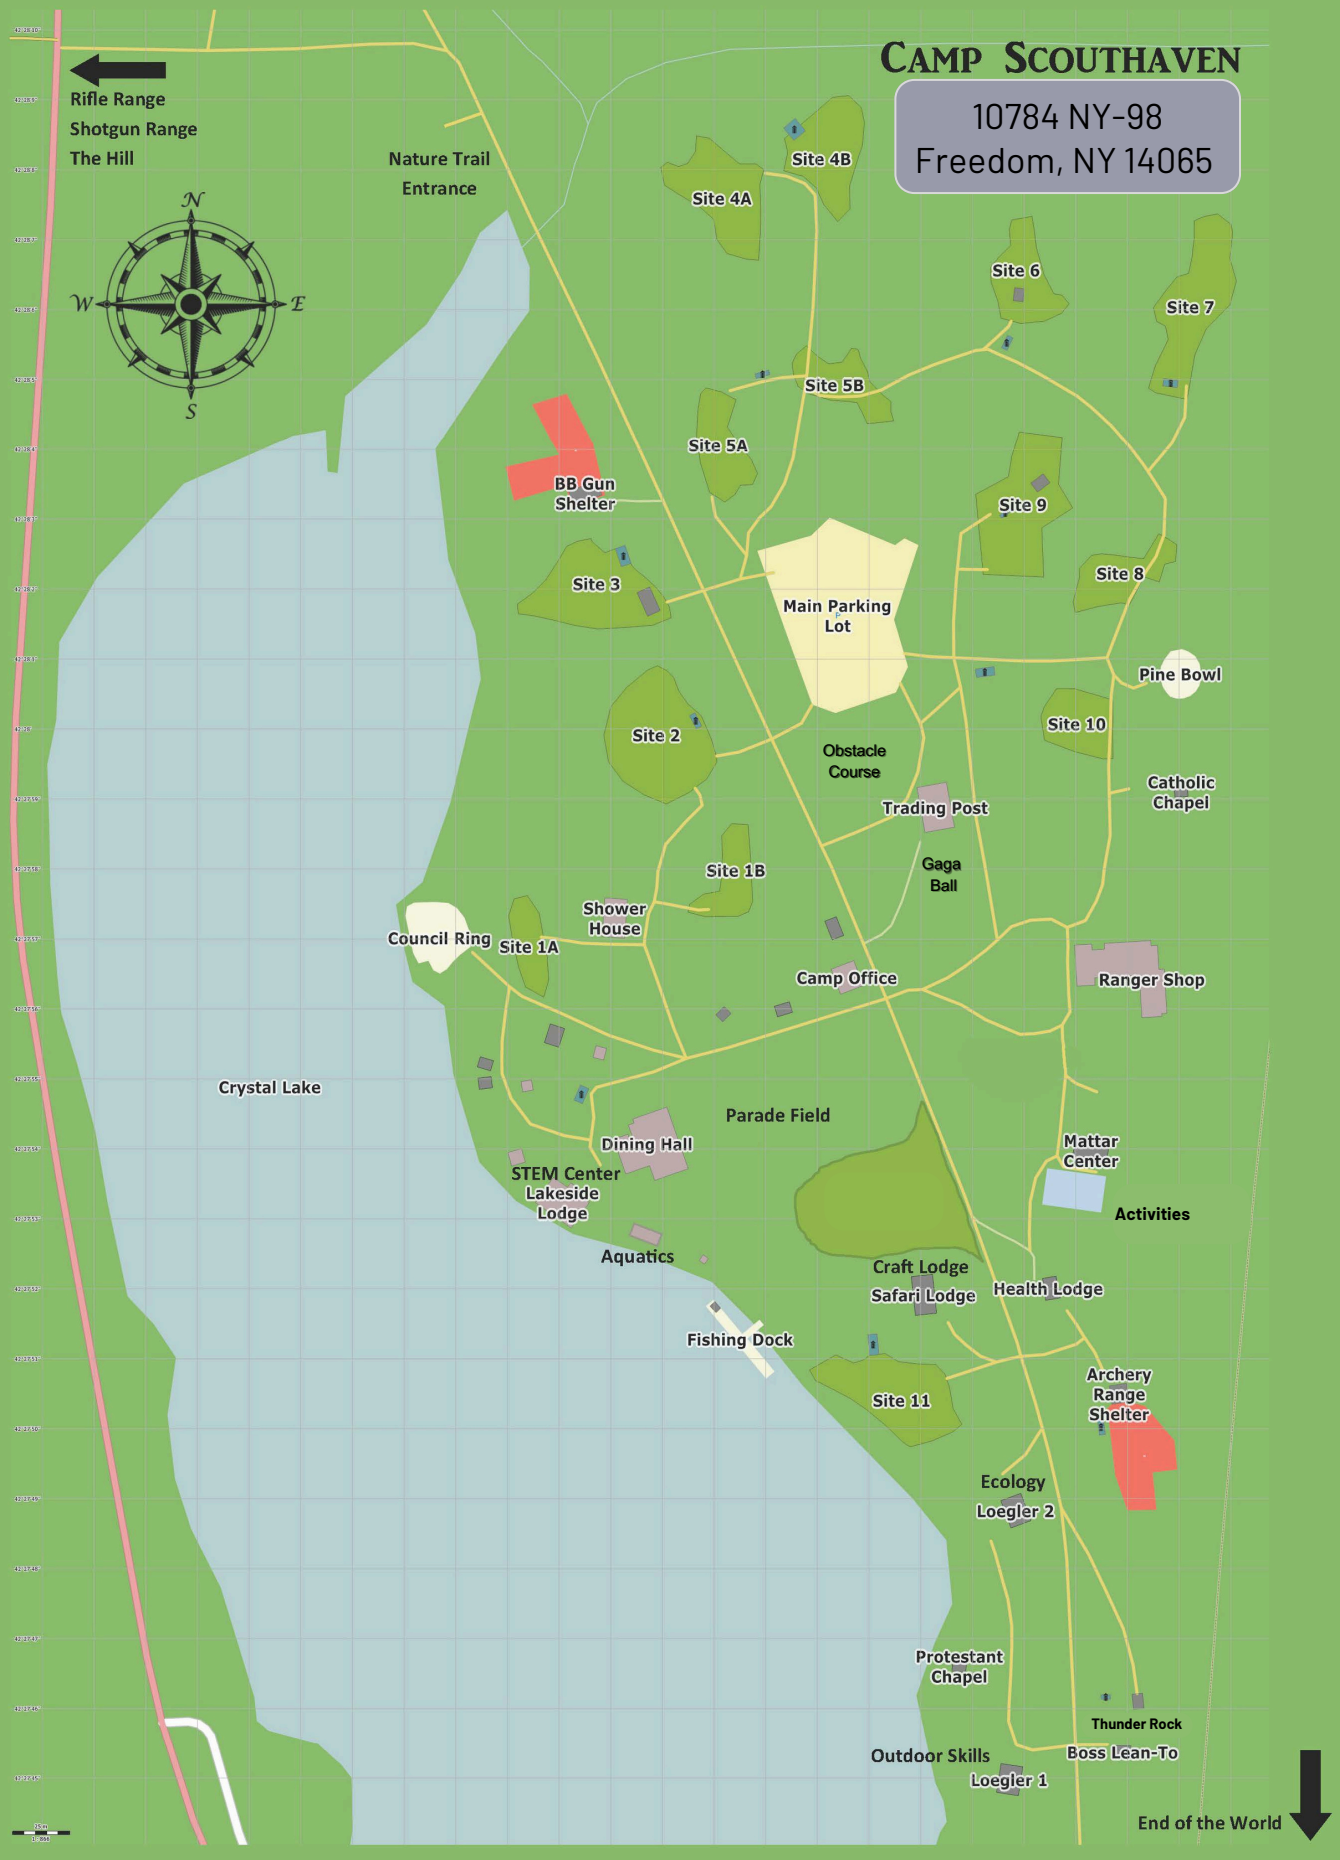 CAMP SCOUTHAVEN
10784 NY-98
Freedom, NY 14065
Rifle Range
Shotgun Range
The Hill
Nature Trail
Entrance
N
W
E
S
Site 4B
Site 4A
Site 6
Site 7
Site 5B
Site 5A
BB Gun
Shelter
Site 9
Site 3
Site 8
Main Parking
Lot
P
Pine Bowl
Site 2
Site 10
Obstacle
Course
Catholic
Chapel
Trading Post
Site 1B
Gaga
Ball
Shower
House
Council Ring
Site 1A
Camp Office
Ranger Shop
Crystal Lake
Parade Field
Dining Hall
Mattar
Center
STEM Center
Lakeside
Lodge
Activities
Aquatics
Craft Lodge
Safari Lodge
Health Lodge
Fishing Dock
Archery
Range
Shelter
Site 11
Ecology
Loegler 2
Protestant
Chapel
Thunder Rock
Outdoor Skills
Boss Lean-To
Loegler 1
End of the World